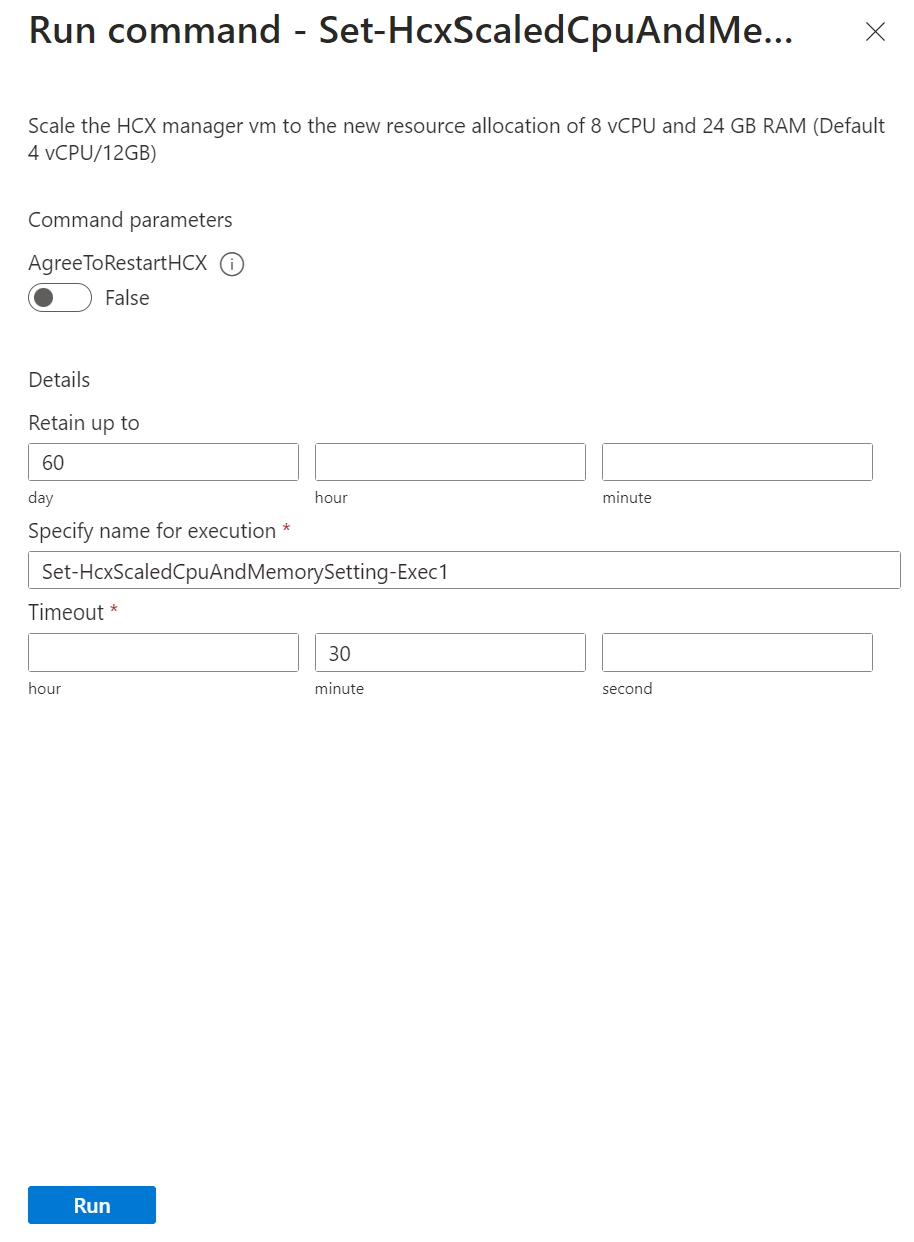 Run command - Set-HcxScaledCpuAndMe...
Scale the HCX manager vm to the new resource allocation of 8 vCPU and 24 GB RAM (Default
4 vCPU/12GB)
Command parameters
AgreeToRestartHCX
False
Details
Retain up to
60
day hour minute
Specify name for execution *
Set-HcxScaledCpuAndMemorySetting-Exec1
Timeout *
30
hour minute second
Run